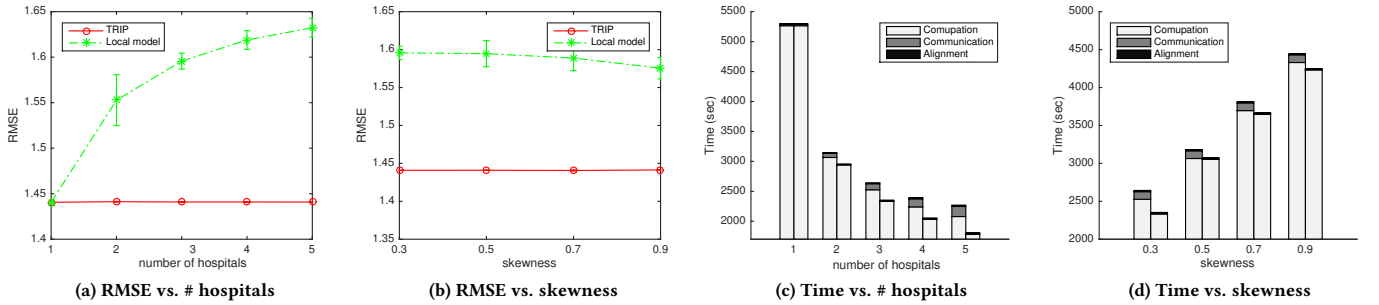 1.65
1.6
1.55
1.5
1.45
1.4
RMSE
TRIP
Local model
1
2
3
4
5
number of hospitals
(a) RMSE vs. # hospitals
1.65
1.6
1.55
1.5
1.45
1.4
1.35
RMSE
TRIP
Local model
0.3
0.5
0.7
0.9
skewness
(b) RMSE vs. skewness
5500
5000
4500
4000
3500
3000
2500
2000
Time (sec)
Comupation
Communication
Alignment
1
2
3
4
5
number of hospitals
(c) Time vs. # hospitals
4500
4000
3500
3000
2500
2000
5000
Time (sec)
Comupation
Communication
Alignment
0.3
0.5
0.7
0.9
skewness
(d) Time vs. skewness